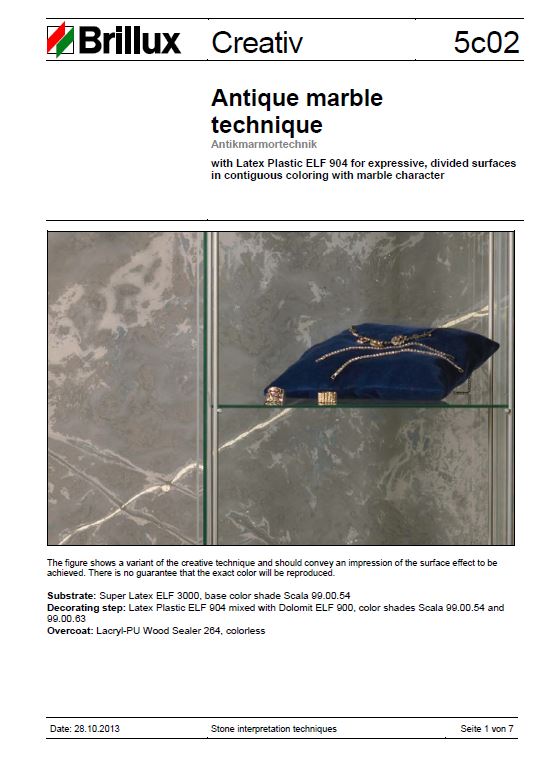 Brillux Creativ 5c02
Antique marble
technique
Antikmarmortechnik
with Latex Plastic ELF 904 for expressive, divided surfaces
in contiguous coloring with marble character
The figure shows a variant of the creative technique and should convey an impression of the surface effect to be
achieved. There is no guarantee that the exact color will be reproduced.
Substrate: Super Latex ELF 3000, base color shade Scala 99.00.54
Decorating step: Latex Plastic ELF 904 mixed with Dolomit ELF 900, color shades Scala 99.00.54 and
99.00.63
Overcoat: Lacryl-PU Wood Sealer 264, colorless
Date: 28.10.2013 Stone interpretation techniques Seite 1 von 7